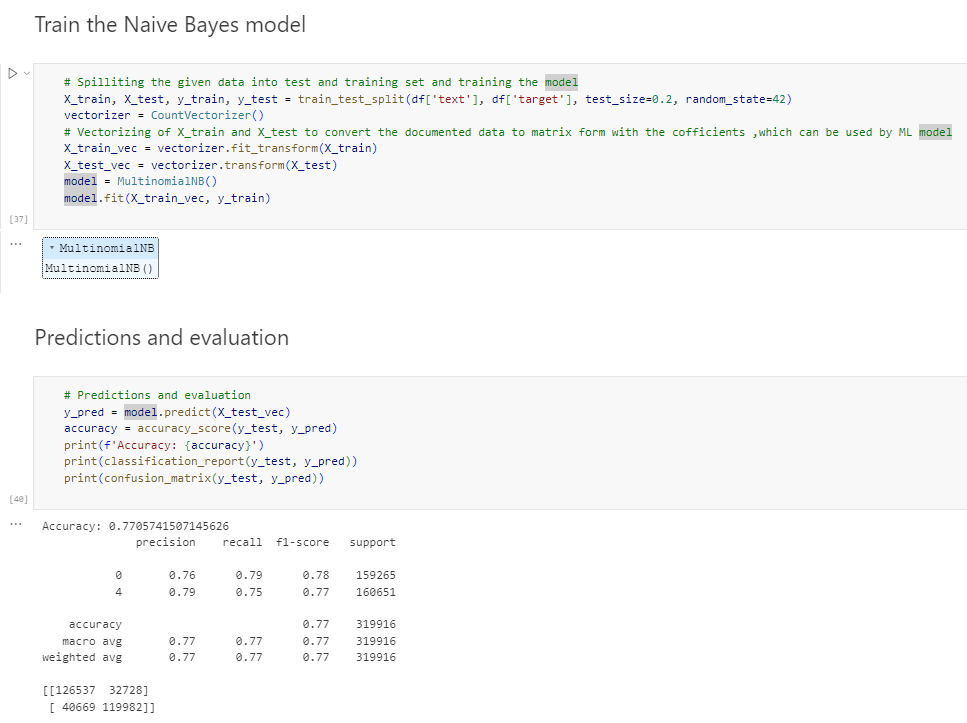 Train the Naive Bayes model
# Spilliting the given data into test and training set and training the model
X_train, X_test, y_train, y_test = train_test_split(df['text'], df['target'], test_size=0.2, random_state=42)
vectorizer = CountVectorizer()
# Vectorizing of X_train and X_test to convert the documented data to matrix form with the cofficients ,which can be used by ML model
X_train_vec = vectorizer.fit_transform(X_train)
X_test_vec = vectorizer.transform(X_test)
model = MultinomialNB()
model.fit(X_train_vec, y_train)
[37]
...
MultinomialNB
MultinomialNB()
Predictions and evaluation
# Predictions and evaluation
y_pred = model.predict(X_test_vec)
accuracy = accuracy_score(y_test, y_pred)
print(f'Accuracy: {accuracy}')
print(classification_report(y_test, y_pred))
print(confusion_matrix(y_test, y_pred))
[40]
...
Accuracy: 0.7705741507145626
precision recall f1-score support
0 0.76 0.79 0.78 159265
4 0.79 0.75 0.77 160651
accuracy 0.77 319916
macro avg 0.77 0.77 0.77 319916
weighted avg 0.77 0.77 0.77 319916
[[126537 32728]
[ 40669 119982]]